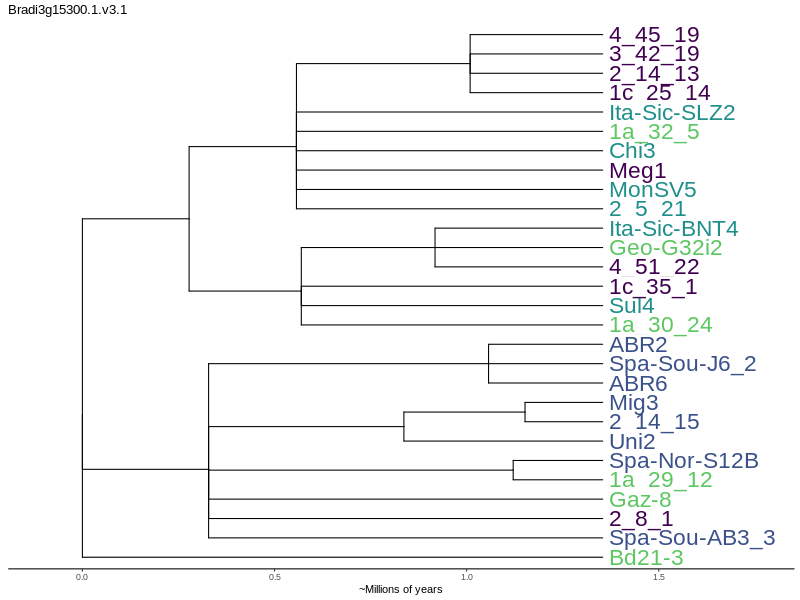 Bradi3g15300.1.v3.1
4_45_19
3_42_19
2_14_13
1c_25_14
Ita-Sic-SLZ2
1a_32_5
Chi3
Meg1
MonSV5
2_5_21
Ita-Sic-BNT4
Geo-G32i2
4_51_22
1c_35_1
Sul4
1a_30_24
ABR2
Spa-Sou-J6_2
ABR6
Mig3
2_14_15
Uni2
Spa-Nor-S12B
1a_29_12
Gaz-8
2_8_1
Spa-Sou-AB3_3
Bd21-3
0.0 0.5 1.0 1.5
~Millions of years